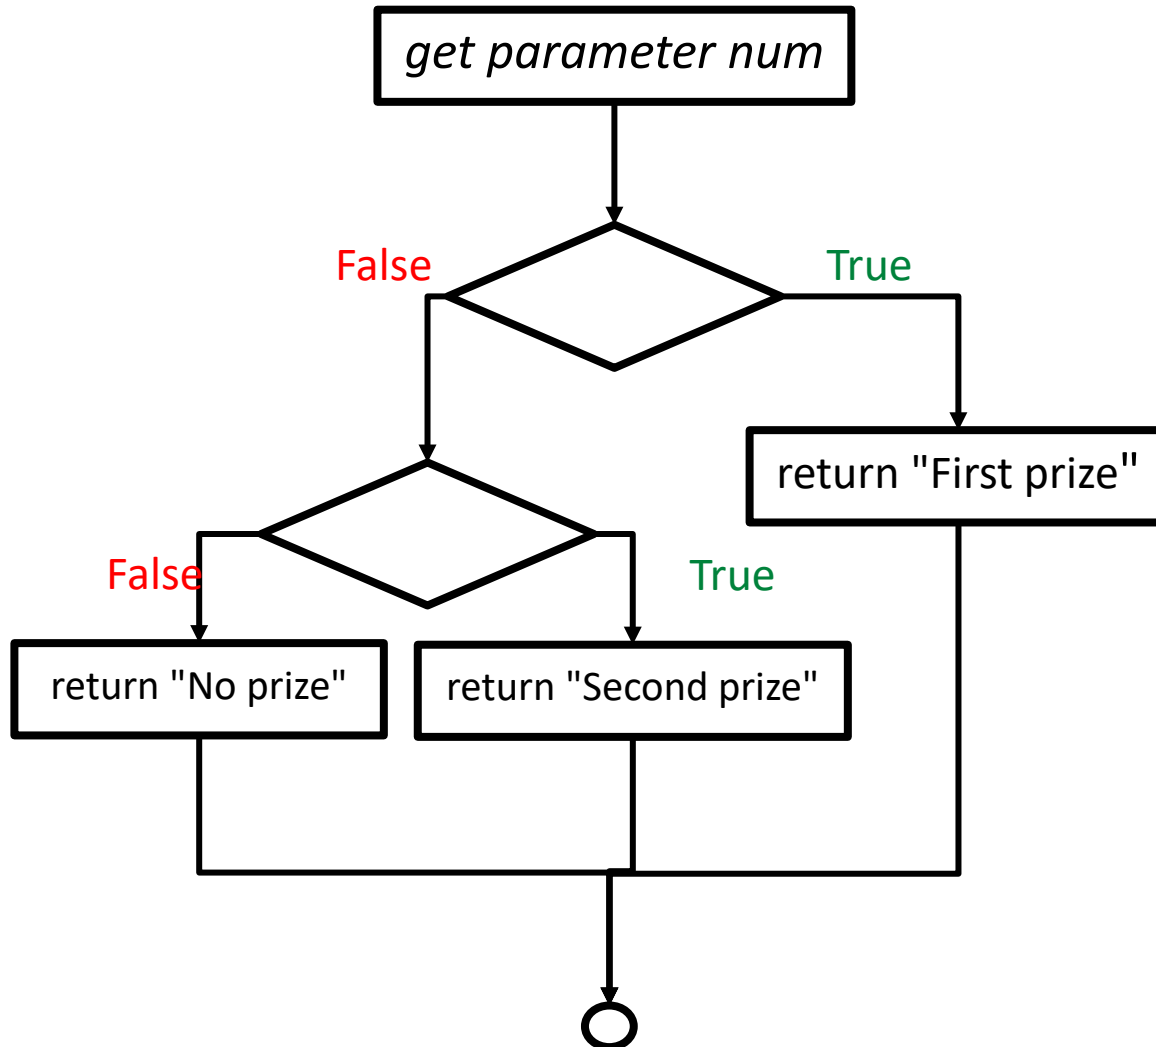 get parameter num
False
True
return "First prize"
False
True
return "No prize"
return "Second prize"